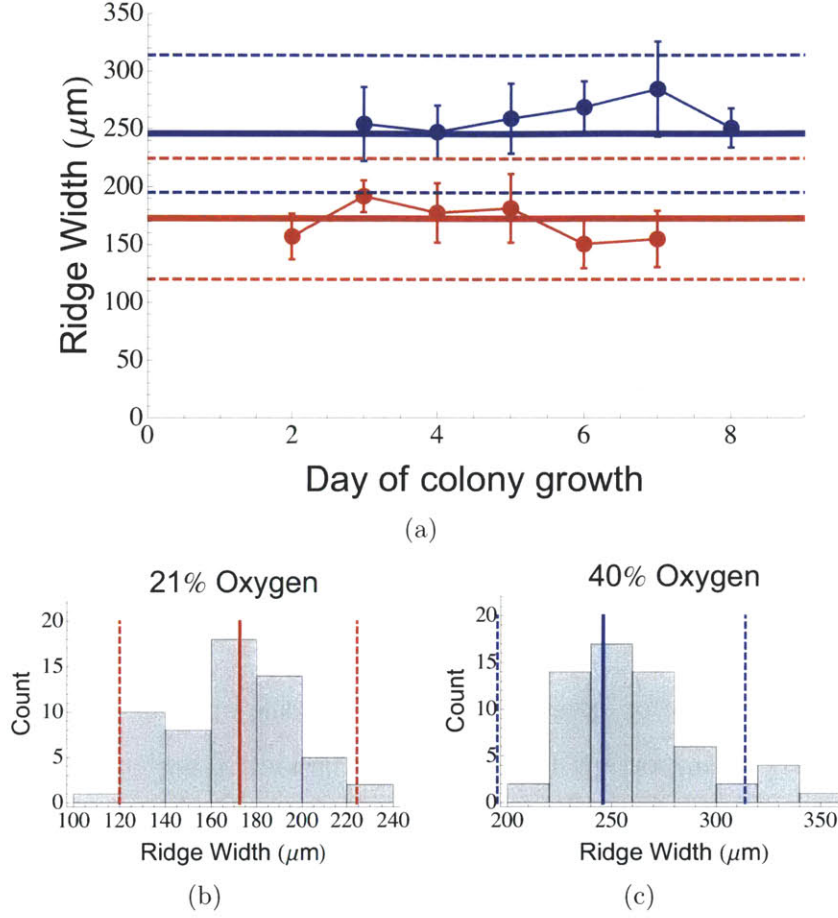 350
300
250
200
150
100
50
0
Ridge Width (μm)
0 2 4 6 8
Day of colony growth
(a)
21% Oxygen
20
15
10
5
0
Count
100 120 140 160 180 200 220 240
Ridge Width (μm)
(b)
40% Oxygen
20
15
10
5
0
Count
200 250 300 350
Ridge Width (μm)
(c)